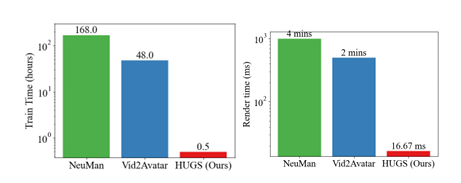 168.0
48.0
0.5
10²
10¹
10⁰
Train Time (hours)
NeuMan
Vid2Avatar
HUGS (Ours)
4 mins
2 mins
16.67 ms
10³
10²
Render time (ms)
NeuMan
Vid2Avatar
HUGS (Ours)